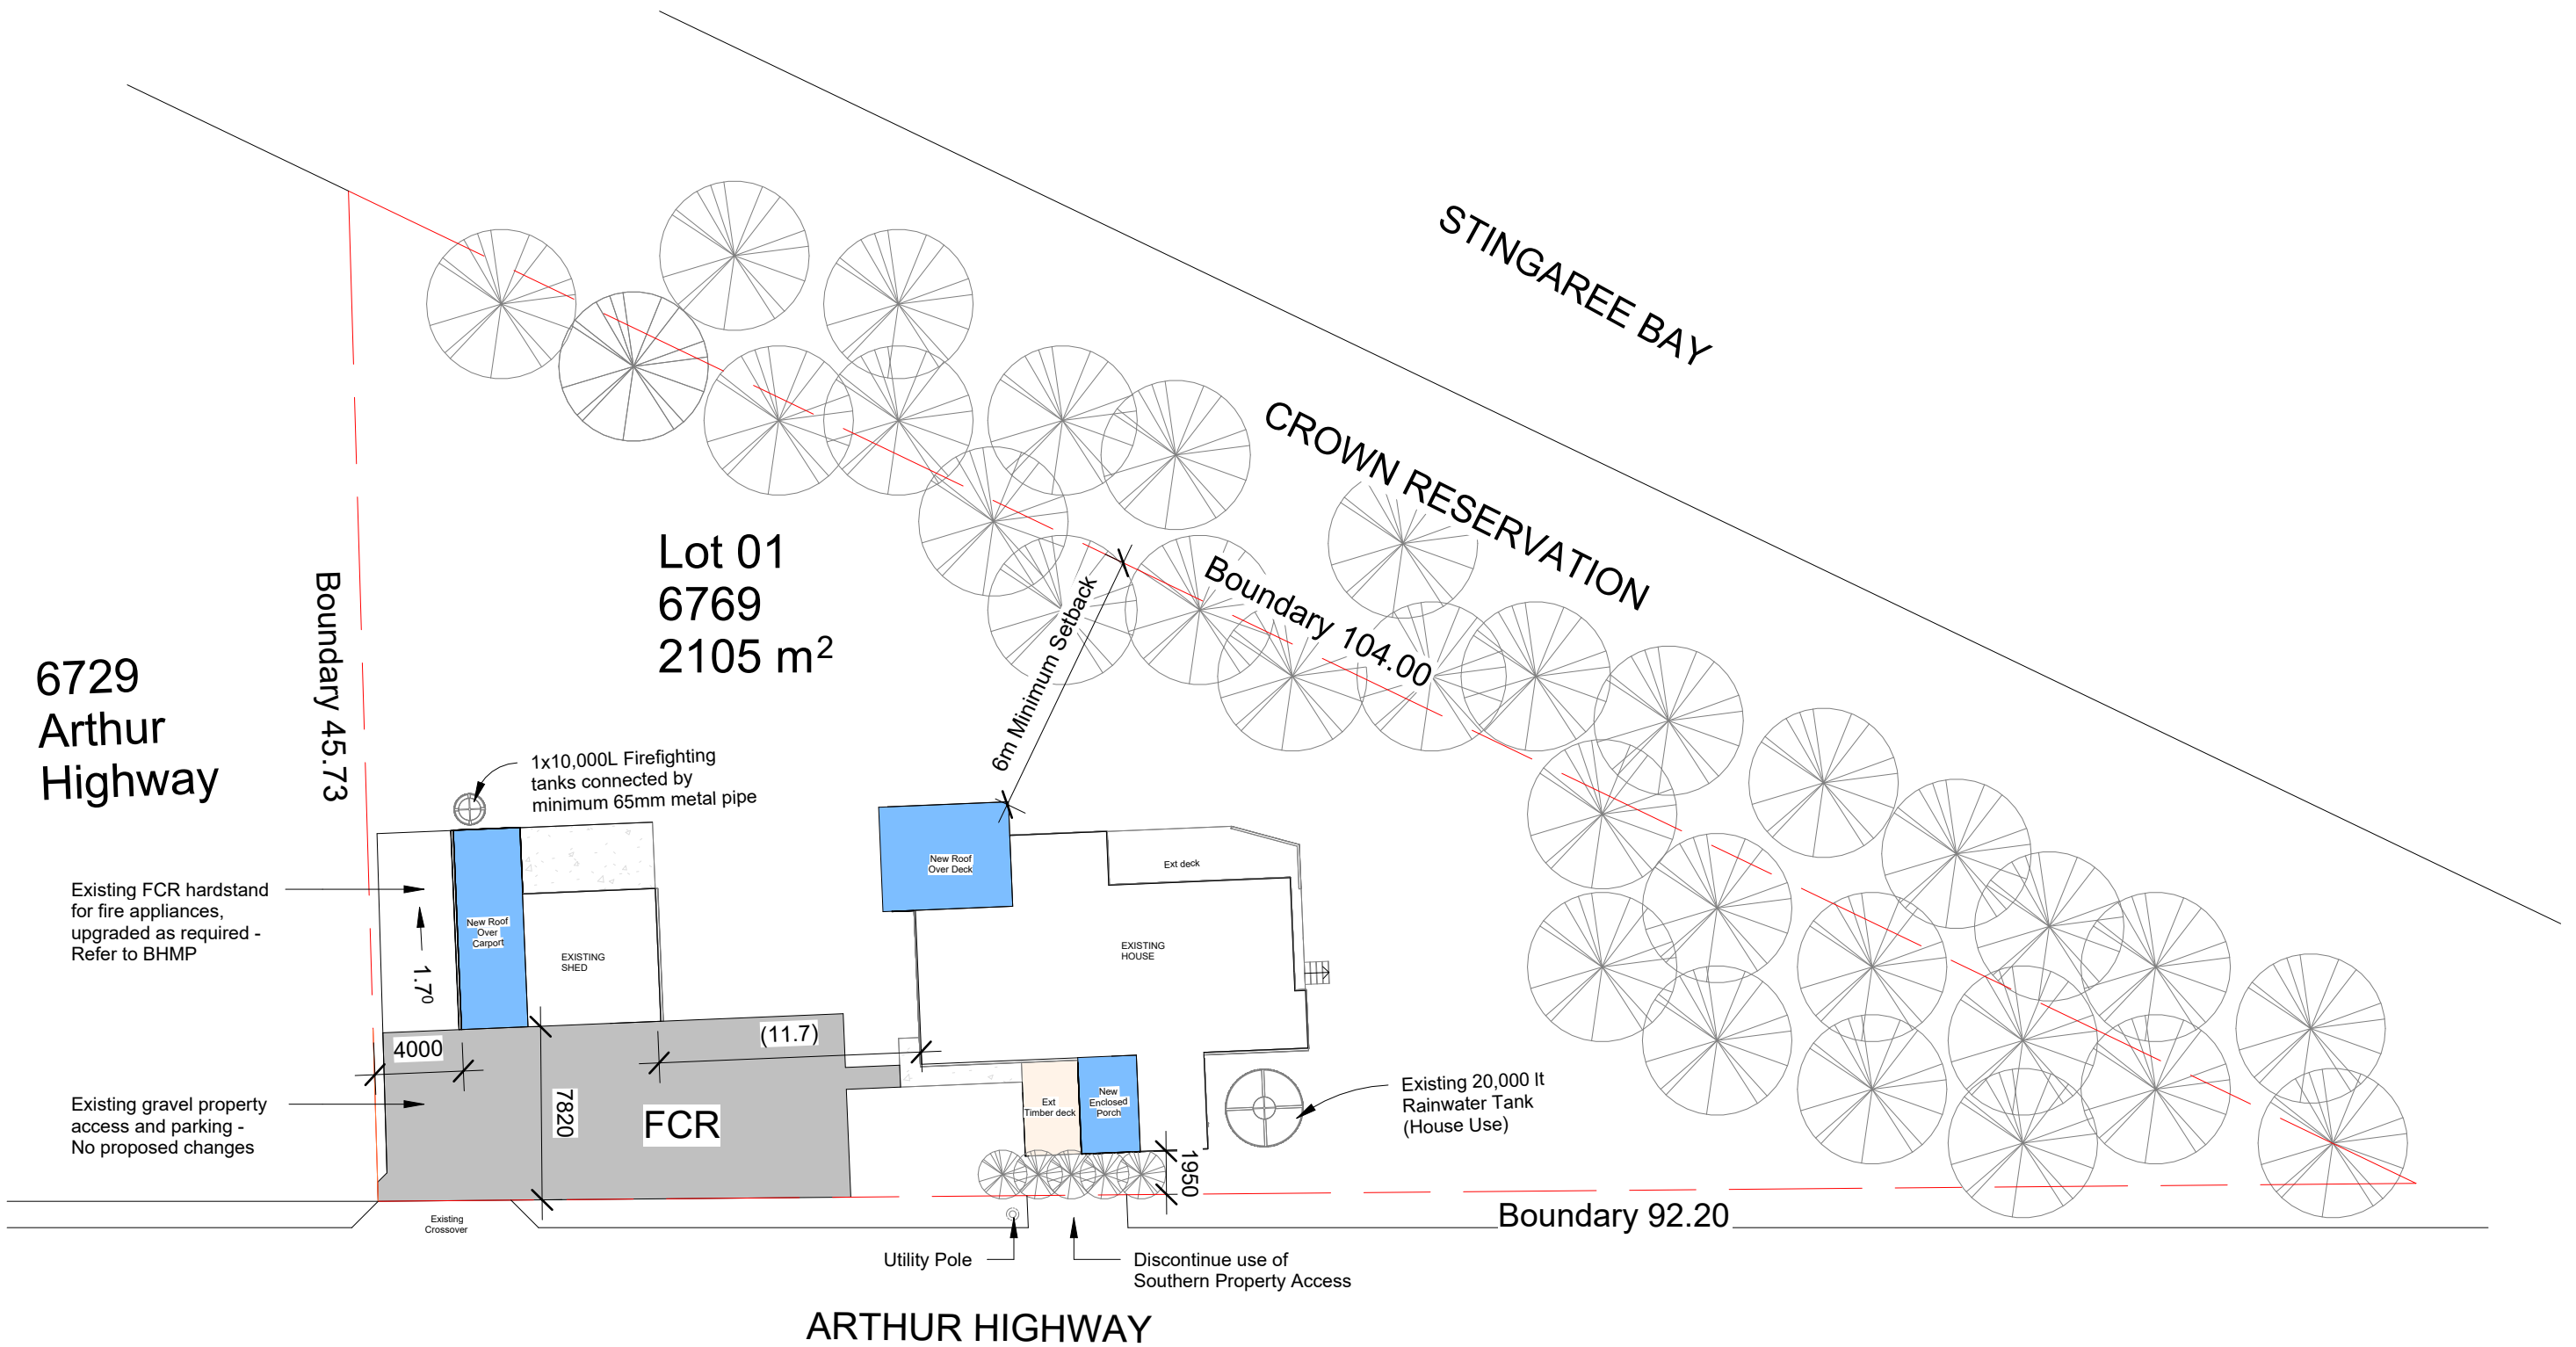 STINGAREE BAY
CROWN RESERVATION
Boundary 104.00
6m Minimum Setback
Lot 01
6769
2105 m²
Boundary 45.73
6729
Arthur
Highway
1x10,000L Firefighting
tanks connected by
minimum 65mm metal pipe
Existing FCR hardstand
for fire appliances,
upgraded as required -
Refer to BHMP
1.7⁰
New Roof
Over
Carport
EXISTING
SHED
New Roof
Over Deck
Ext deck
EXISTING
HOUSE
4000
(11.7)
7820
FCR
Existing gravel property
access and parking -
No proposed changes
Ext
Timber deck
New
Enclosed
Porch
1950
Existing 20,000 lt
Rainwater Tank
(House Use)
Existing
Crossover
Boundary 92.20
Utility Pole
Discontinue use of
Southern Property Access
ARTHUR HIGHWAY